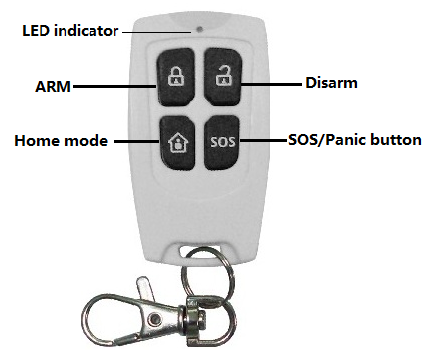 LED indicator
ARM
Disarm
Home mode
SOS
SOS/Panic button